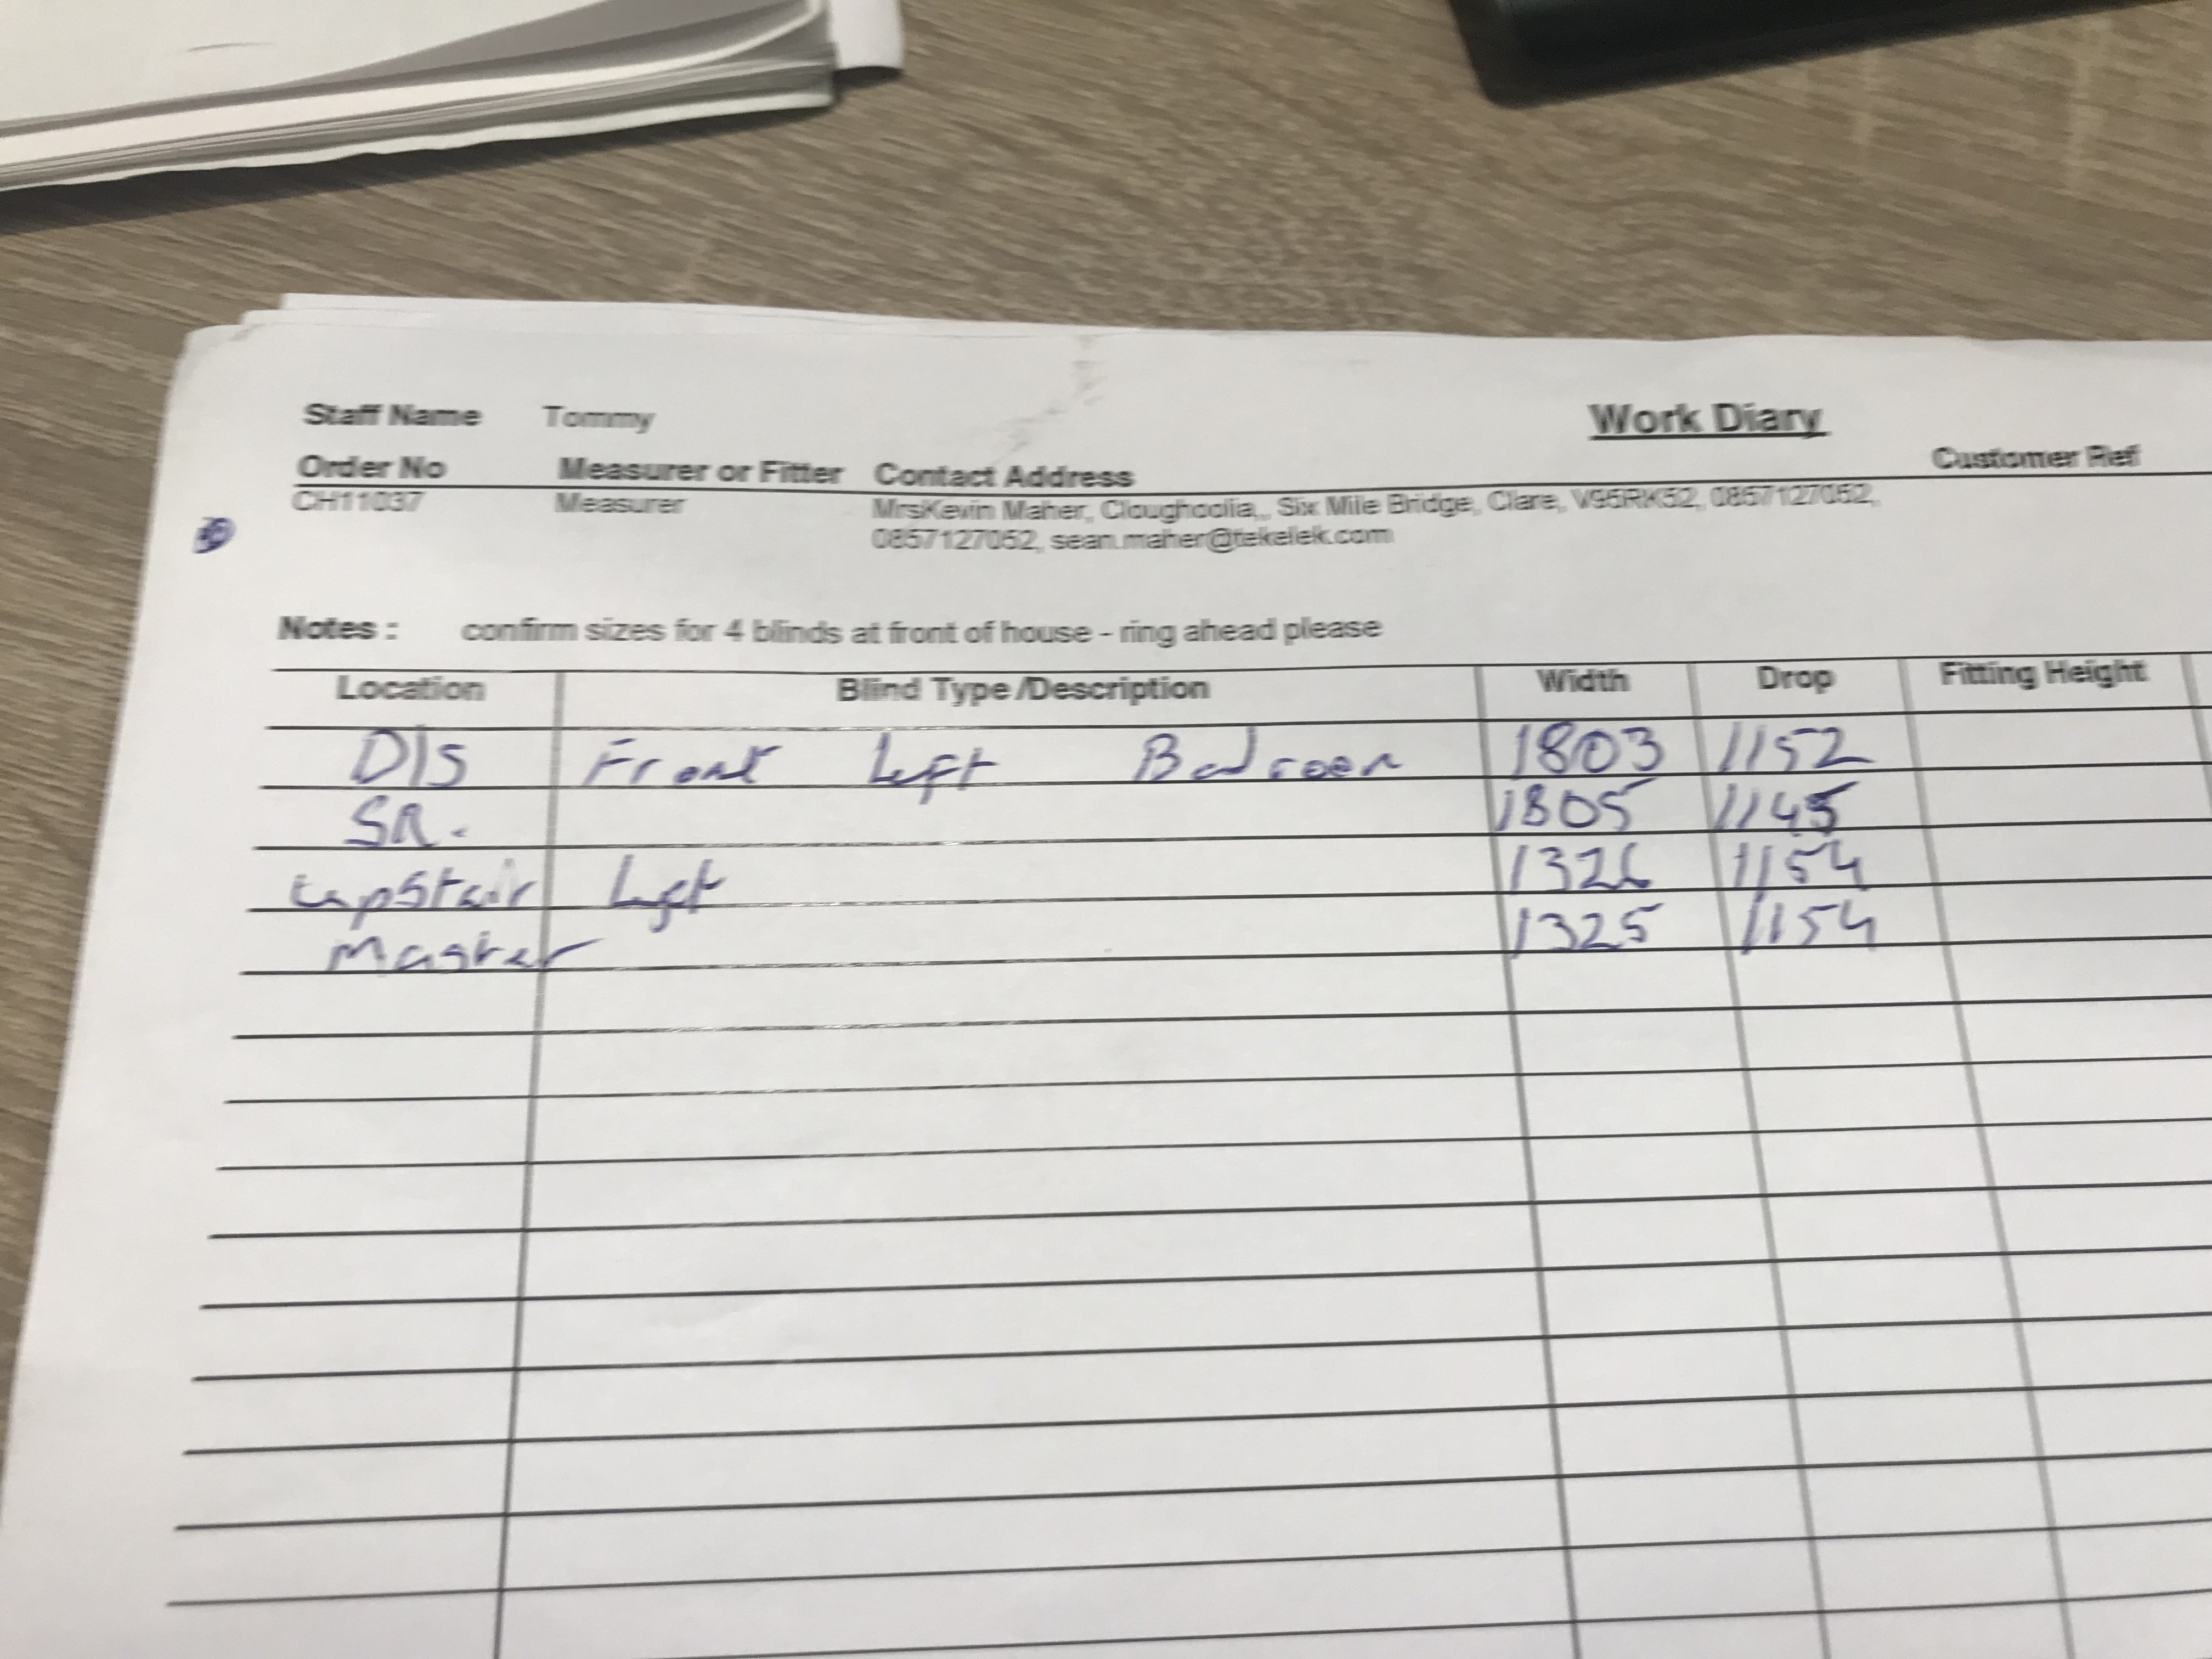 Staff Name Tommy Work Diary
Order No Measurer or Fitter Contact Address Customer Ref
CH11037 Measurer MrsKevin Maher, Cloughoolia,, Six Mile Bridge, Clare, V95RK52, 0857127052,
0857127052, sean.maher@tekelek.com
Notes : confirm sizes for 4 blinds at front of house - ring ahead please
Location Blind Type /Description Width Drop Fitting Height
D/S Front Left Bedroom 1803 1152
SR. 1805 1145
upstair Left 1326 1154
Master 1325 1154